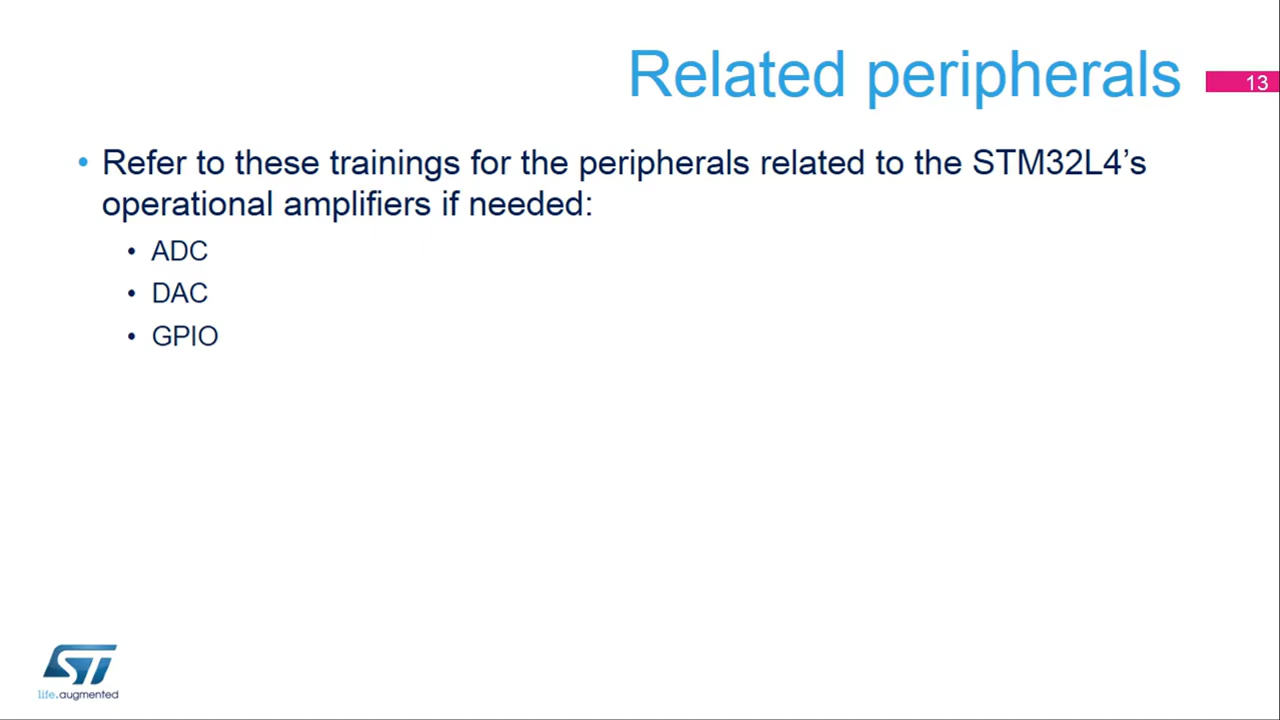 Related peripherals
13
• Refer to these trainings for the peripherals related to the STM32L4’s
operational amplifiers if needed:
• ADC
• DAC
• GPIO
ST
life.augmented